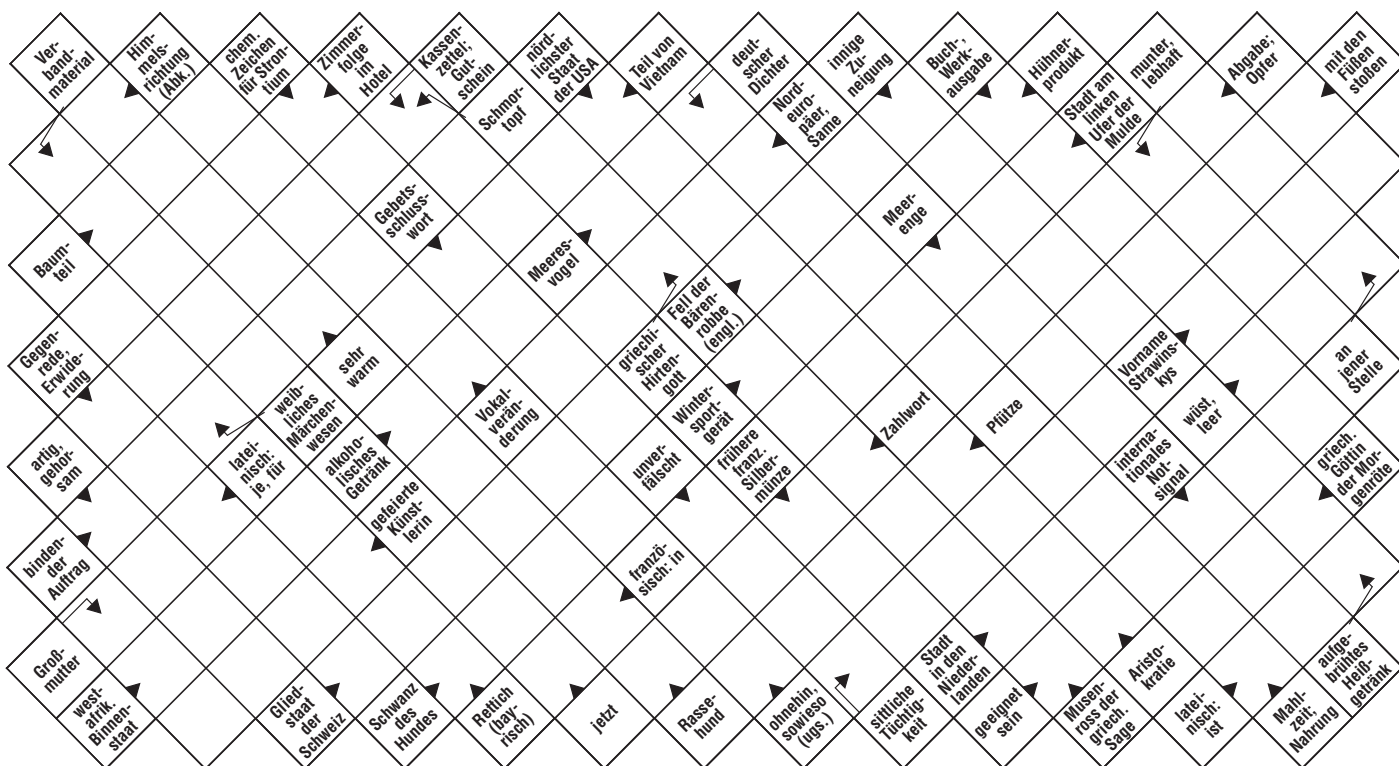 Ver-
band-
material
Him-
mels-
richtung
(Abk.)
chem.
Zeichen
für Stron-
tium
Zimmer-
folge
im
Hotel
Kassen-
zettel;
Gut-
schein
nörd-
lichster
Staat
der USA
Teil von
Vietnam
deut-
scher
Dichter
innige
Zu-
neigung
Buch-,
Werk-
ausgabe
Hühner-
produkt
munter,
lebhaft
Abgabe;
Opfer
mit den
Füßen
stoßen
Schmor-
topf
Nord-
euro-
päer,
Same
Stadt am
linken
Ufer der
Mulde
Gebets-
schluss-
wort
Meer-
enge
Baum-
teil
Meeres-
vogel
Fell der
Bären-
robbe
(engl.)
Gegen-
rede,
Erwide-
rung
sehr
warm
griechi-
scher
Hirten-
gott
Vorname
Strawins-
kys
an
jener
Stelle
weib-
liches
Märchen-
wesen
Vokal-
verän-
derung
Winter-
sport-
gerät
Zahlwort
Pfütze
wüst,
leer
artig,
gehor-
sam
latei-
nisch:
je, für
alkoho-
lisches
Getränk
unver-
fälscht
frühere
franz.
Silber-
münze
interna-
tionales
Not-
signal
griech.
Göttin
der Mor-
genröte
gefeierte
Künst-
lerin
binden-
der
Auftrag
franzö-
sisch: in
Groß-
mutter
Stadt
in den
Nieder-
landen
Aristo-
kratie
aufge-
brühtes
Heiß-
getränk
west-
afrik.
Binnen-
staat
Glied-
staat
der
Schweiz
Schwanz
des
Hundes
Rettich
(bay-
risch)
jetzt
Rasse-
hund
ohnehin,
sowieso
(ugs.)
sittliche
Tüchtig-
keit
geeignet
sein
Musen-
ross der
griech.
Sage
latei-
nisch:
ist
Mahl-
zeit;
Nahrung